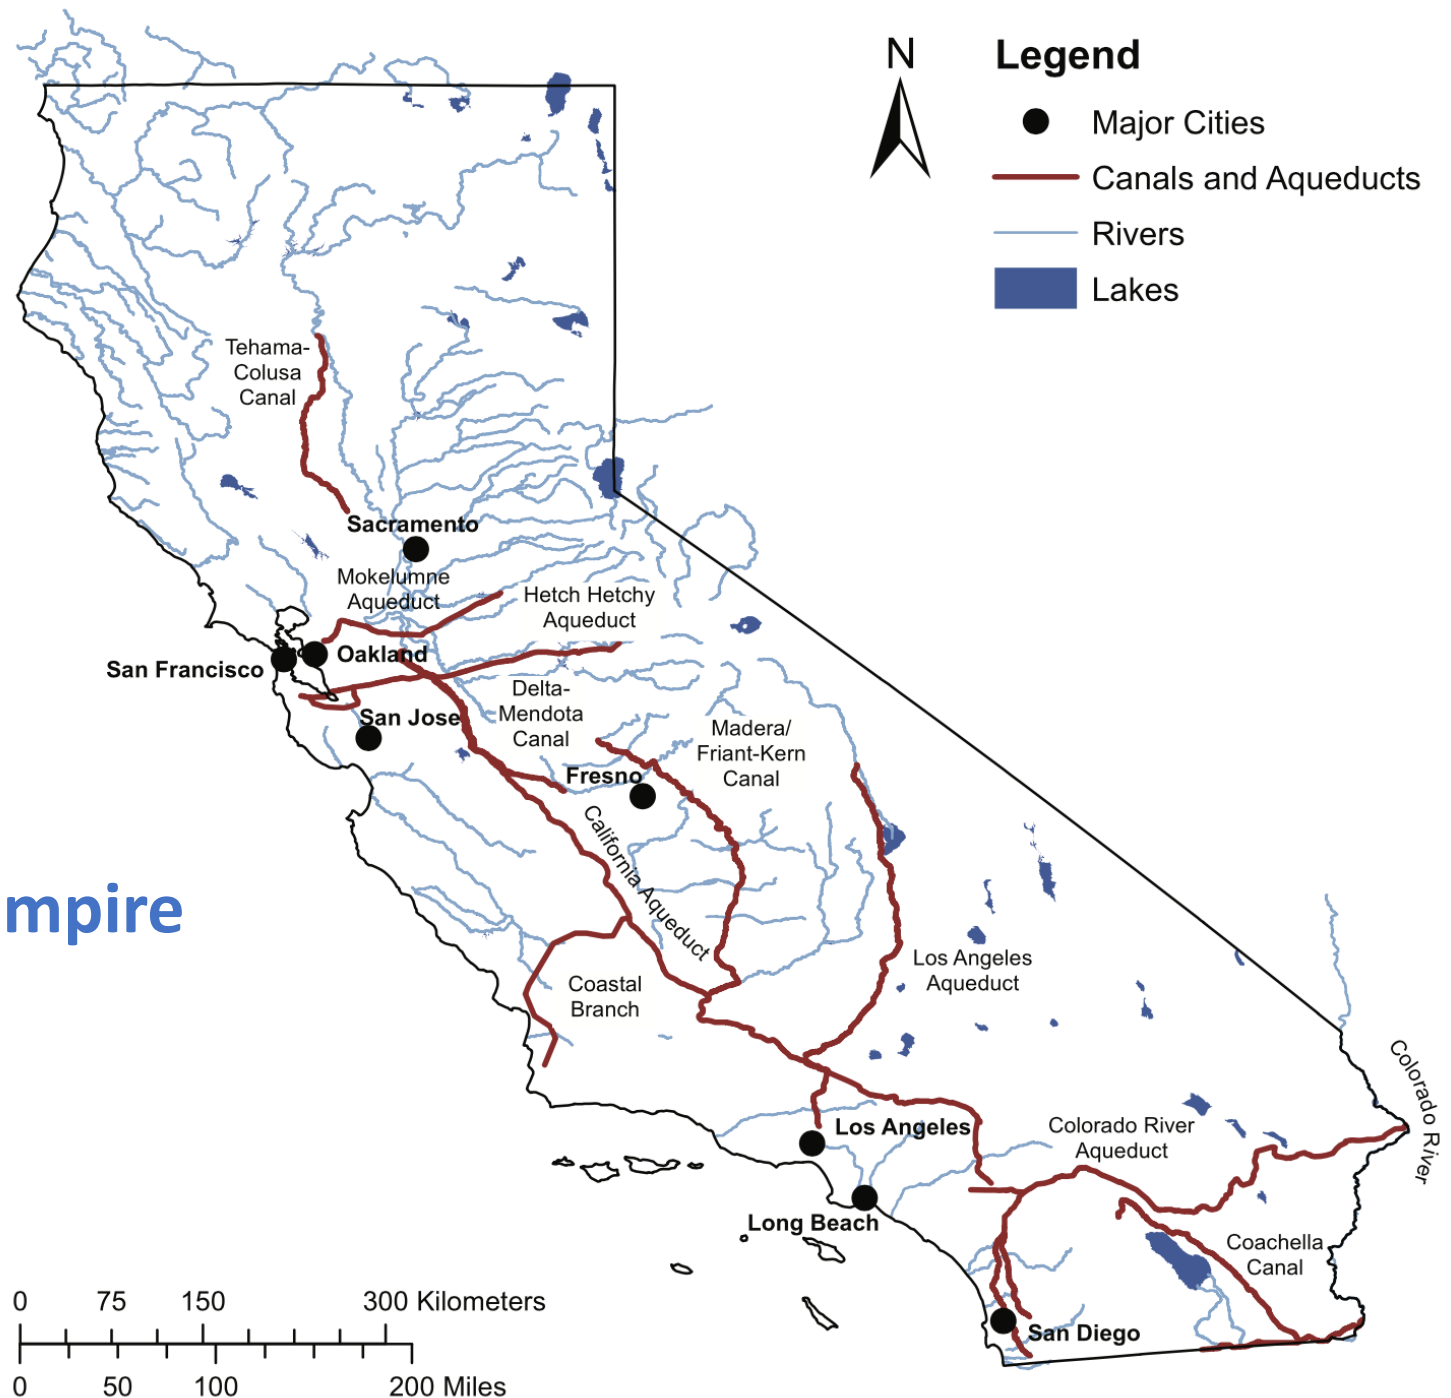 N
Legend
Major Cities
Canals and Aqueducts
Rivers
Lakes
Tehama-
Colusa
Canal
Sacramento
Mokelumne
Aqueduct
Hetch Hetchy
Aqueduct
San Francisco
Oakland
San Jose
Delta-
Mendota
Canal
Madera/
Friant-Kern
Canal
Fresno
California Aqueduct
mpire
Los Angeles
Aqueduct
Coastal
Branch
Colorado River
Los Angeles
Colorado River
Aqueduct
Long Beach
Coachella
Canal
San Diego
0 75 150 300 Kilometers
0 50 100 200 Miles